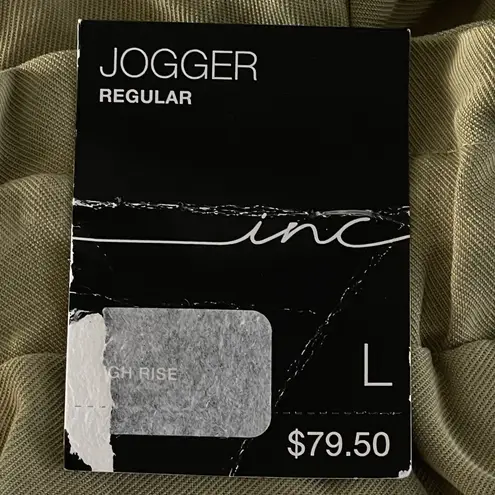 JOGGER
REGULAR
inc
GH RISE
L
$79.50